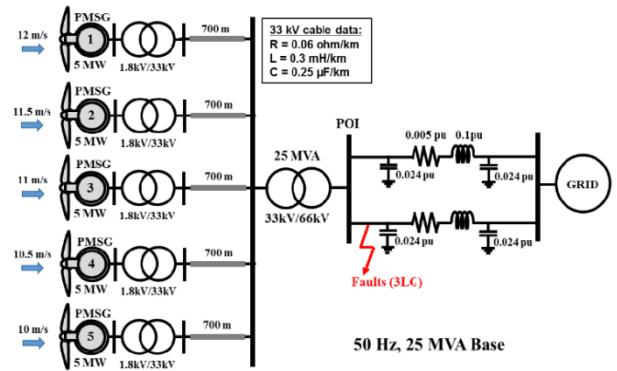 PMSG
12 m/s
1
5 MW
1.8kV/33kV
700 m
33 kV cable data:
R = 0.06 ohm/km
L = 0.3 mH/km
C = 0.25 µF/km
PMSG
11.5 m/s
2
5 MW
1.8kV/33kV
700 m
PMSG
11 m/s
3
5 MW
1.8kV/33kV
700 m
25 MVA
33kV/66kV
POI
0.005 pu
0.1pu
0.024 pu
0.024 pu
GRID
0.024 pu
0.024 pu
Faults (3LG)
PMSG
10.5 m/s
4
5 MW
1.8kV/33kV
700 m
PMSG
10 m/s
5
5 MW
1.8kV/33kV
700 m
50 Hz, 25 MVA Base